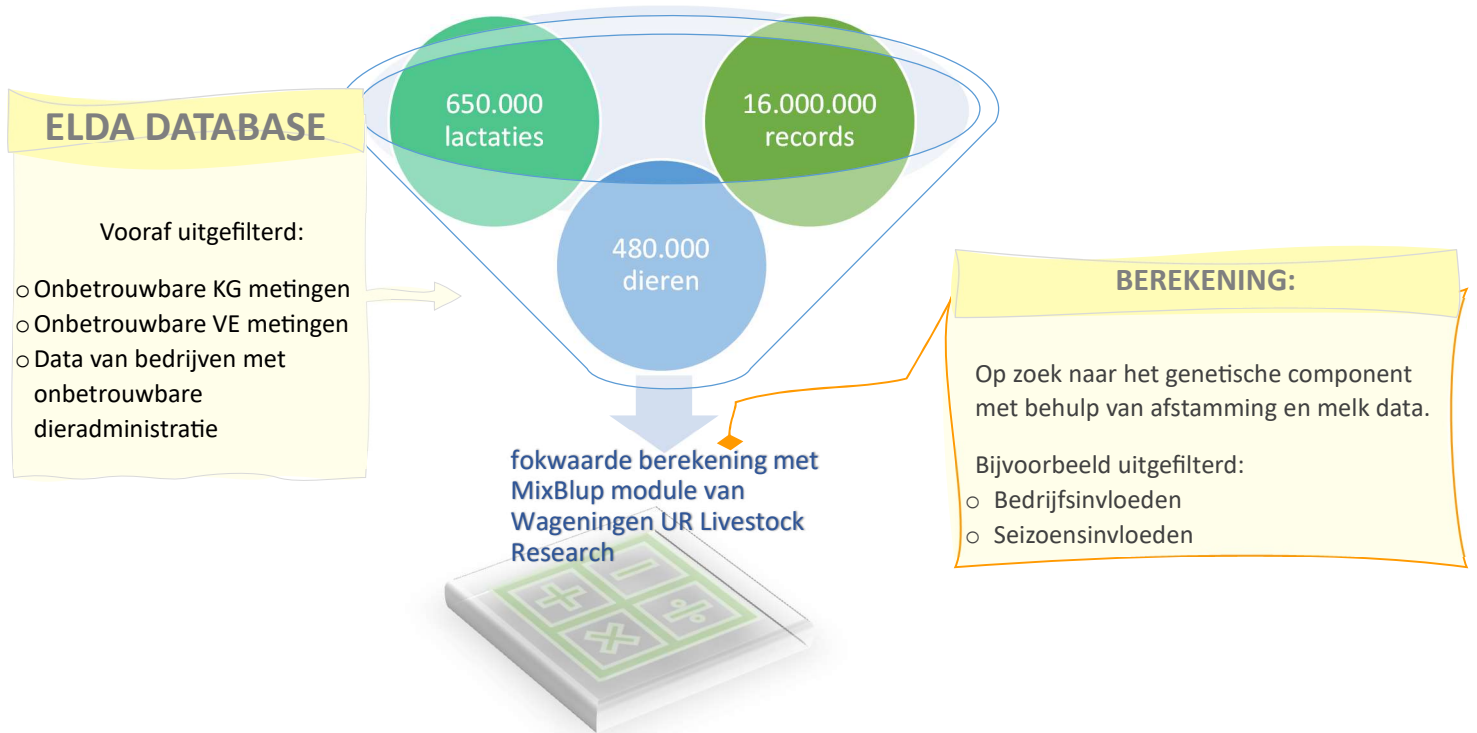 ELDA DATABASE
Vooraf uitgefilterd:
o Onbetrouwbare KG metingen
o Onbetrouwbare VE metingen
o Data van bedrijven met
onbetrouwbare
dieradministratie
650.000
lactaties
16.000.000
records
480.000
dieren
fokwaarde berekening met
MixBlup module van
Wageningen UR Livestock
Research
BEREKENING:
Op zoek naar het genetische component
met behulp van afstamming en melk data.
Bijvoorbeeld uitgefilterd:
o Bedrijfsinvloeden
o Seizoensinvloeden